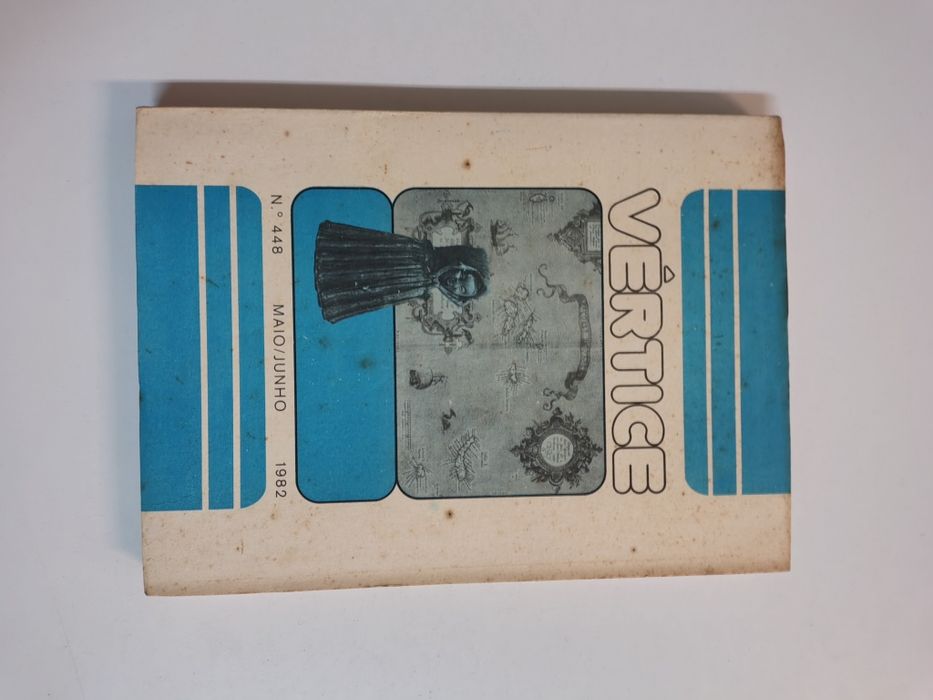 VÉRTICE
N.º 448 MAIO/JUNHO 1982